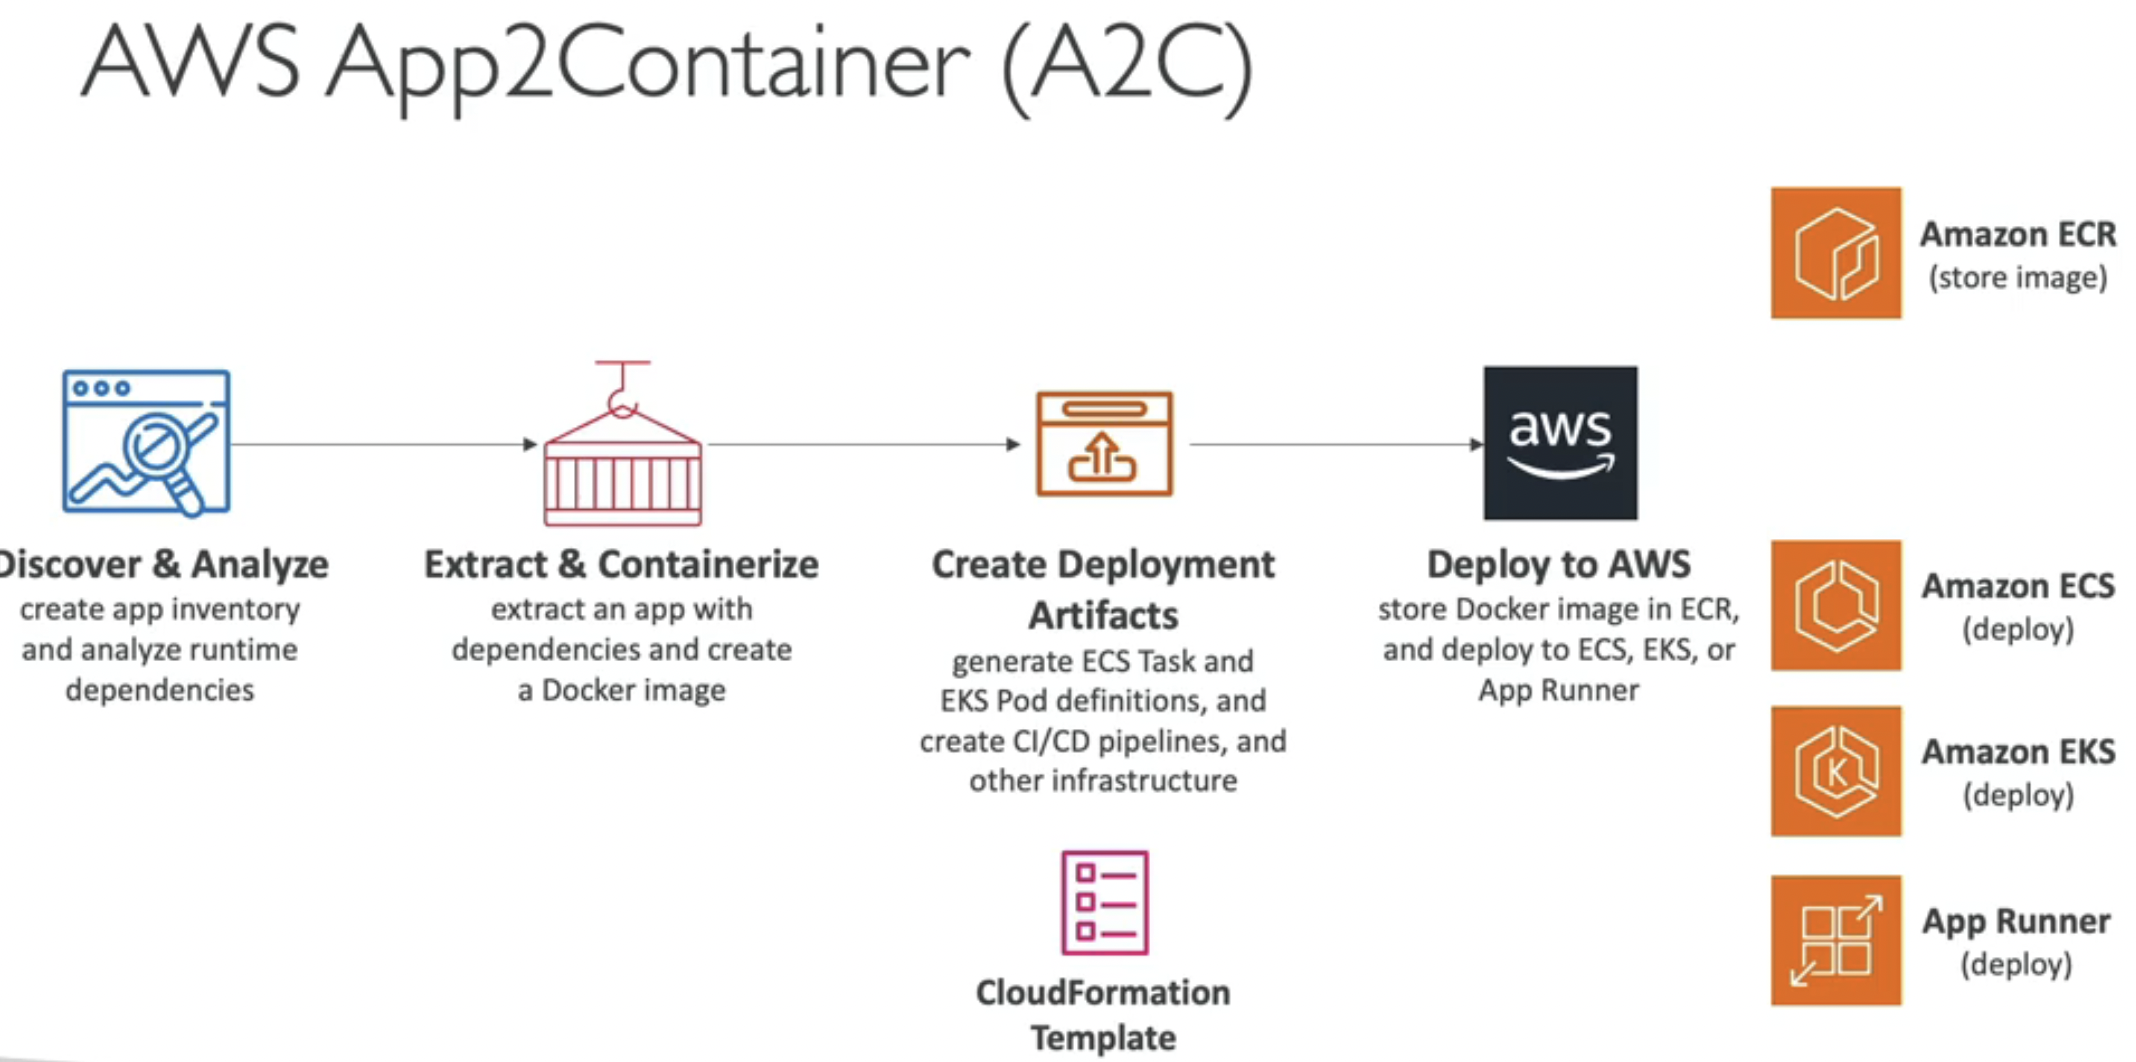 AWS App2Container (A2C)
Amazon ECR
(store image)
aws
Discover & Analyze
create app inventory
and analyze runtime
dependencies
Extract & Containerize
extract an app with
dependencies and create
a Docker image
Create Deployment
Artifacts
generate ECS Task and
EKS Pod definitions, and
create CI/CD pipelines, and
other infrastructure
CloudFormation
Template
Deploy to AWS
store Docker image in ECR,
and deploy to ECS, EKS, or
App Runner
Amazon ECS
(deploy)
K
Amazon EKS
(deploy)
App Runner
(deploy)